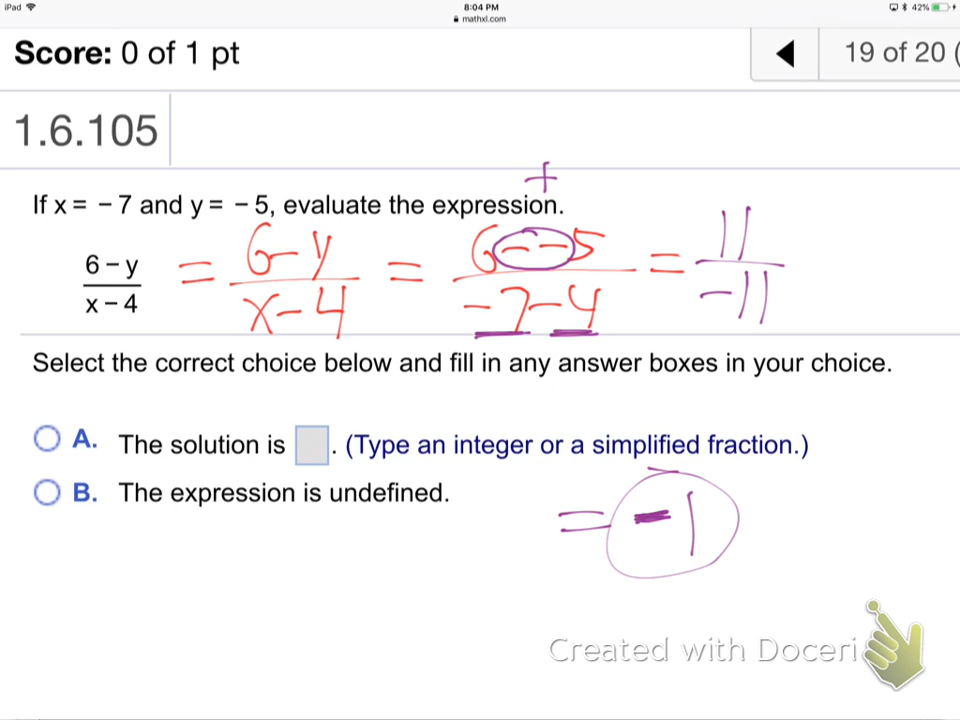 iPad 8:04 PM 42%
mathxl.com
Score: 0 of 1 pt 19 of 20 (
1.6.105
+
If x = − 7 and y = − 5, evaluate the expression.
6 − y / x − 4 = 6 − y / x − 4 = 6 − − 5 / − 7 − 4 = 11 / − 11
Select the correct choice below and fill in any answer boxes in your choice.
A. The solution is . (Type an integer or a simplified fraction.)
B. The expression is undefined.
= − 1
Created with Doceri